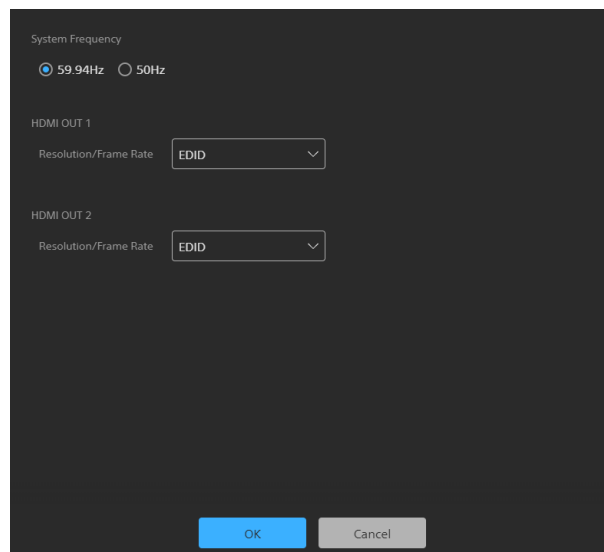 System Frequency
59.94Hz 50Hz
HDMI OUT 1
Resolution/Frame Rate EDID
HDMI OUT 2
Resolution/Frame Rate EDID
OK Cancel